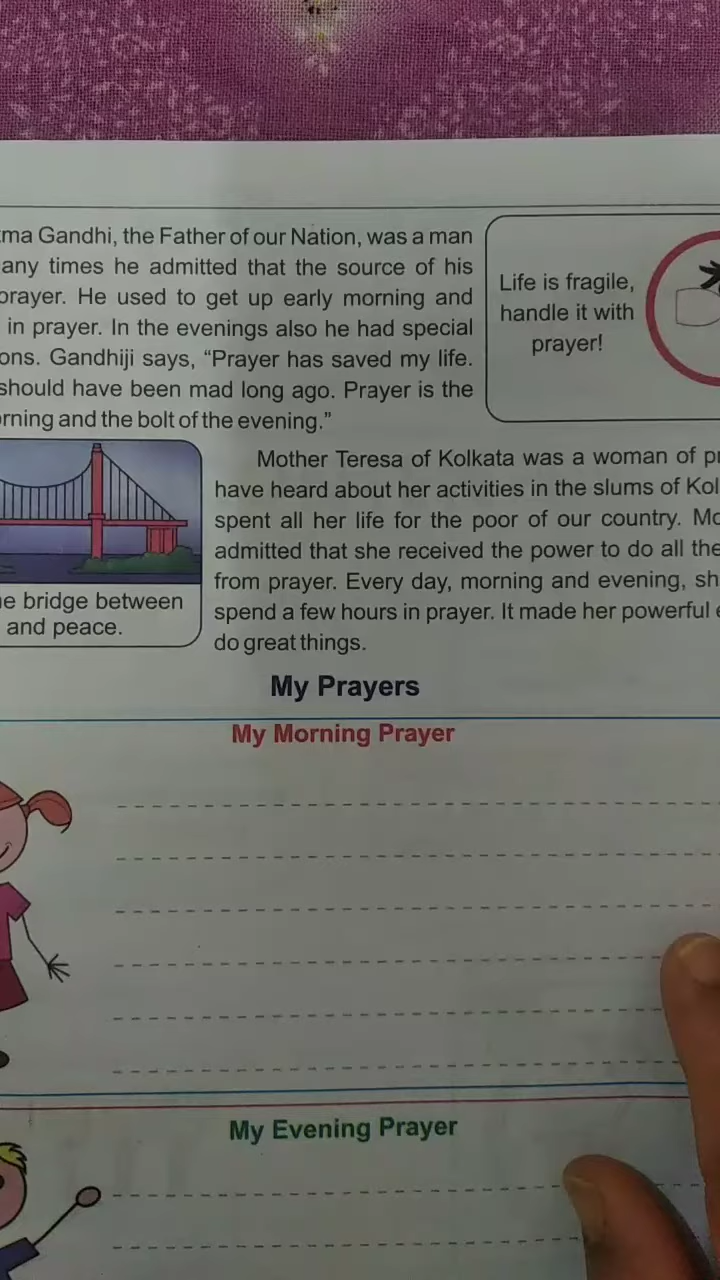 ma Gandhi, the Father of our Nation, was a man
any times he admitted that the source of his
prayer. He used to get up early morning and
in prayer. In the evenings also he had special
ons. Gandhiji says, “Prayer has saved my life.
should have been mad long ago. Prayer is the
rning and the bolt of the evening.”
Life is fragile,
handle it with
prayer!
Mother Teresa of Kolkata was a woman of
have heard about her activities in the slums of Kol
spent all her life for the poor of our country.
admitted that she received the power to do all the
from prayer. Every day, morning and evening, sh
spend a few hours in prayer. It made her powerful
do great things.
e bridge between
and peace.
My Prayers
My Morning Prayer
My Evening Prayer